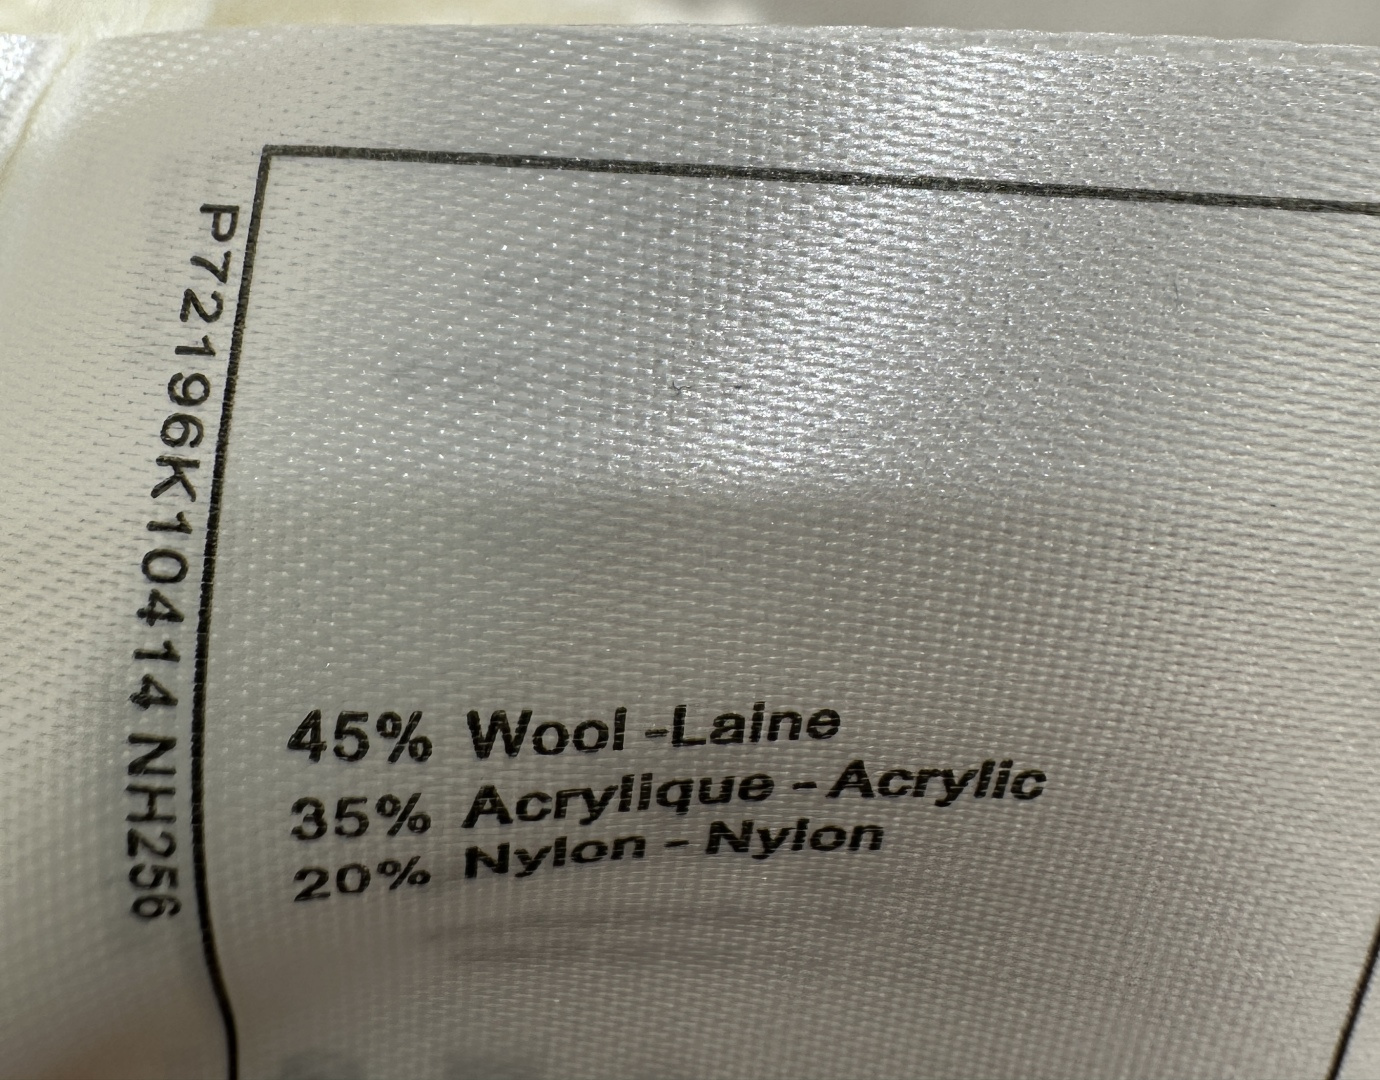 P72196K10414 NH256
45% Wool -Laine
35% Acrylique - Acrylic
20% Nylon - Nylon